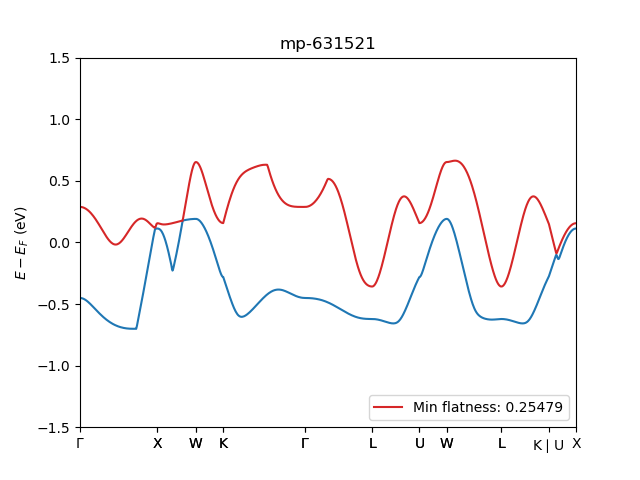 mp-631521
E − E_F (eV)
1.5
1.0
0.5
0.0
−0.5
−1.0
−1.5
Min flatness: 0.25479
Γ X W K Γ L U W L K | U X